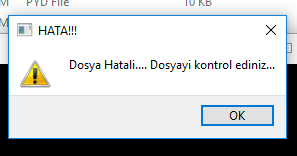 PYD File 10 KB
HATA!!!
Dosya Hatali.... Dosyayi kontrol ediniz...
OK